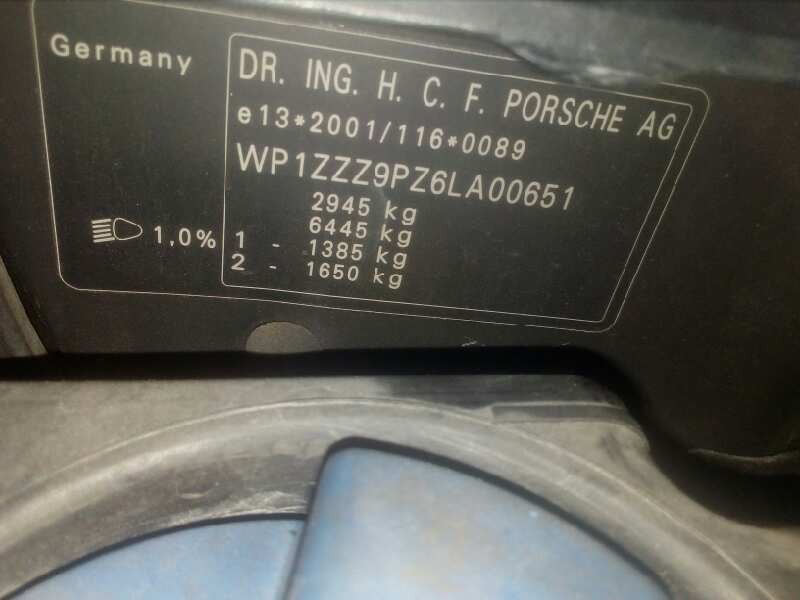 Germany
DR. ING. H. C. F. PORSCHE AG
e13*2001/116*0089
WP1ZZZ9PZ6LA00651
2945 kg
6445 kg
1 - 1385 kg
2 - 1650 kg
1,0%